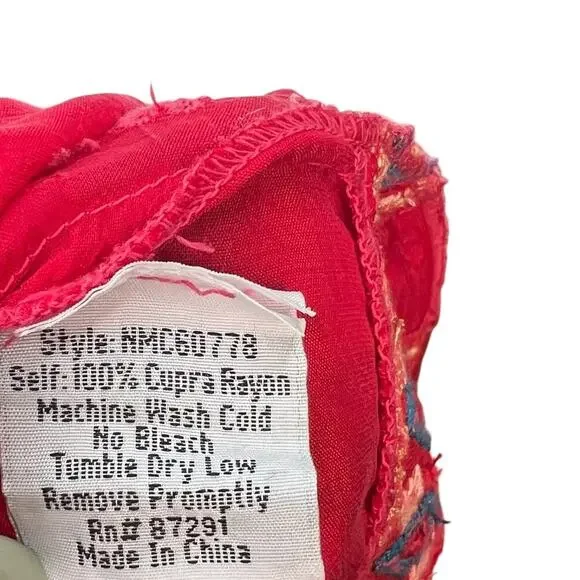 Style: NMC60778
Self: 100% Cupra Rayon
Machine Wash Cold
No Bleach
Tumble Dry Low
Remove Promptly
Rn# 87291
Made In China